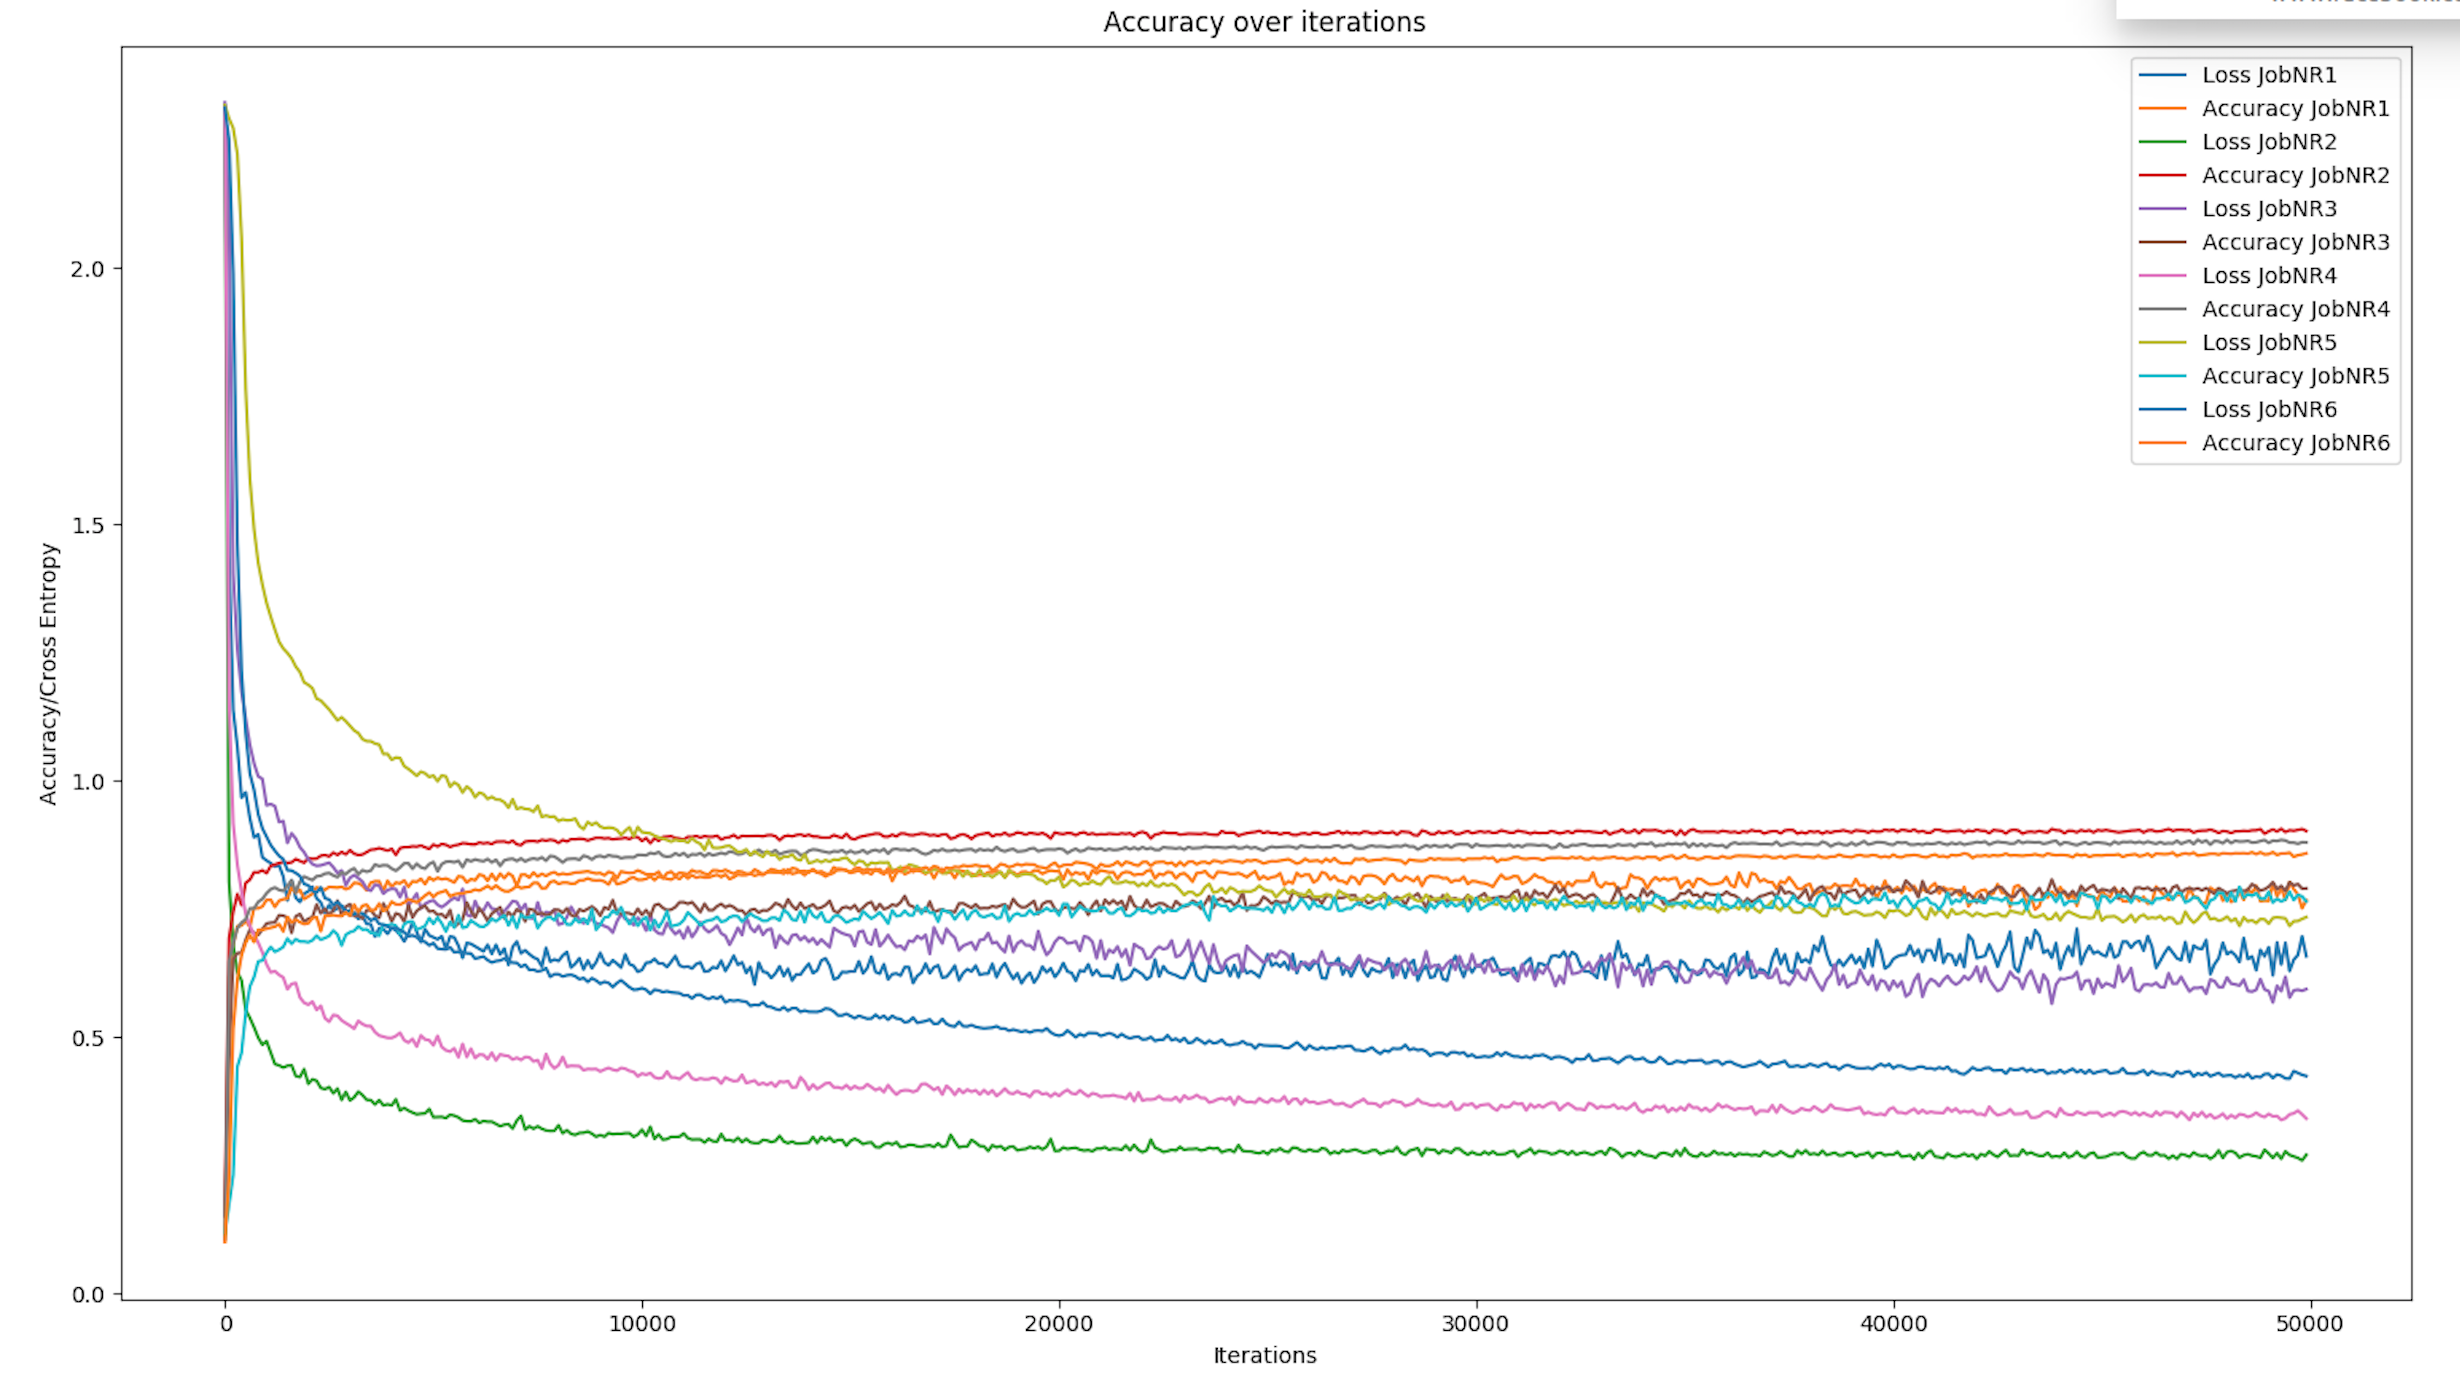 Accuracy over iterations
Loss JobNR1
Accuracy JobNR1
Loss JobNR2
Accuracy JobNR2
Loss JobNR3
Accuracy JobNR3
Loss JobNR4
Accuracy JobNR4
Loss JobNR5
Accuracy JobNR5
Loss JobNR6
Accuracy JobNR6
Accuracy/Cross Entropy
2.0
1.5
1.0
0.5
0.0
0 10000 20000 30000 40000 50000
Iterations